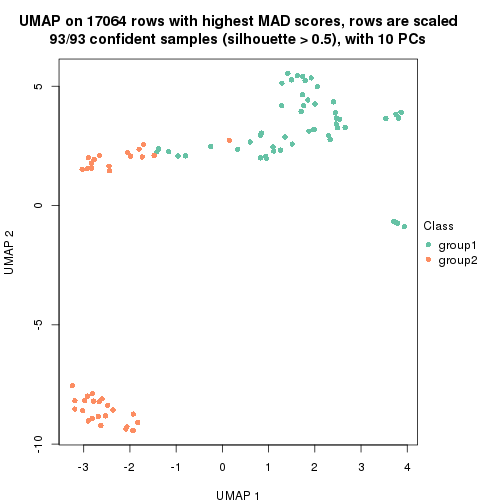 UMAP on 17064 rows with highest MAD scores, rows are scaled
93/93 confident samples (silhouette > 0.5), with 10 PCs
5
0
-5
-10
UMAP 2
-3
-2
-1
0
1
2
3
4
UMAP 1
Class
group1
group2